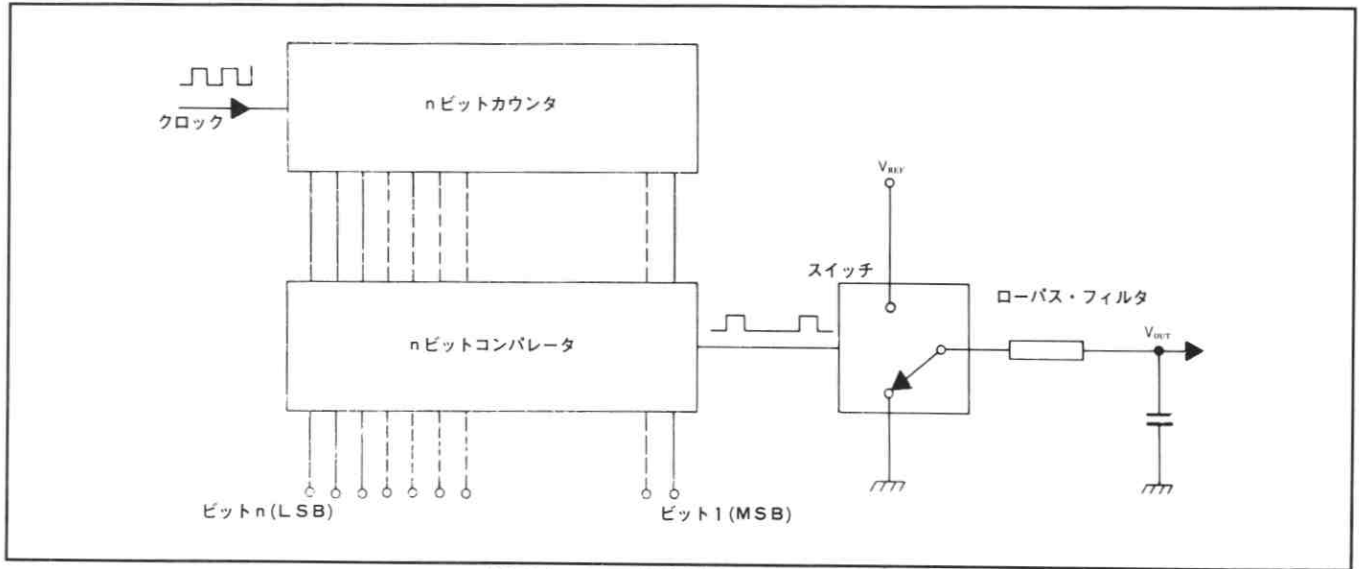 nビットカウンタ
クロック
V_REF
スイッチ
ローパス・フィルタ
nビットコンパレータ
V_OUT
ビットn(LSB)
ビット1(MSB)